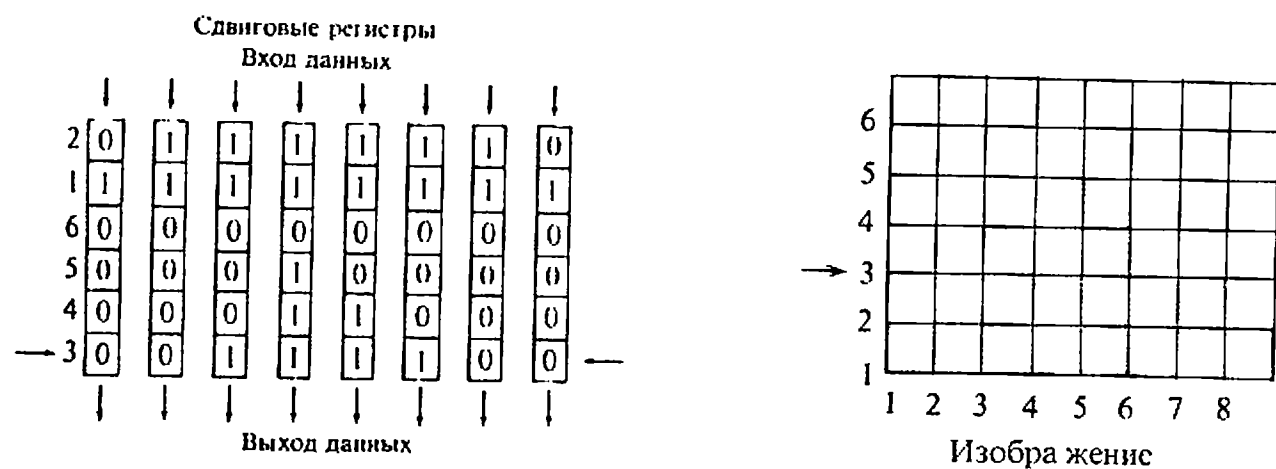 Сдвиговые регистры
Вход данных
2 0 1 1 1 1 1 1 0
1 1 1 1 1 1 1 1 1
6 0 0 0 0 0 0 0 0
5 0 0 0 1 0 0 0 0
4 0 0 0 1 1 0 0 0
3 0 0 1 1 1 1 0 0
Выход данных
6
5
4
3
2
1
1 2 3 4 5 6 7 8
Изобра жение